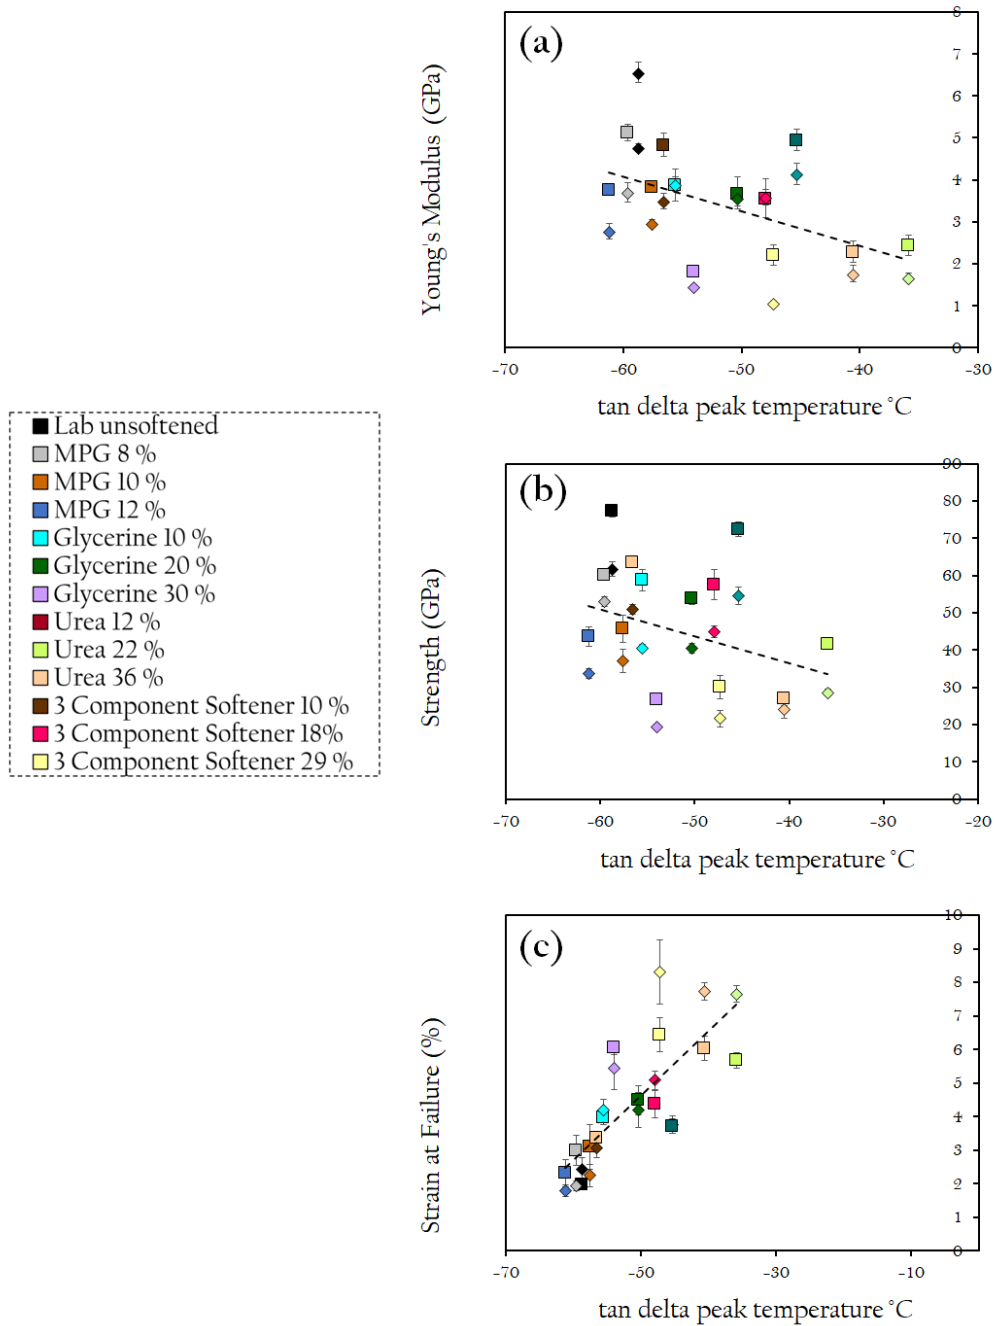 (a)
Young's Modulus (GPa)
8
7
6
5
4
3
2
1
0
-70 -60 -50 -40 -30
tan delta peak temperature °C
Lab unsoftened
MPG 8 %
MPG 10 %
MPG 12 %
Glycerine 10 %
Glycerine 20 %
Glycerine 30 %
Urea 12 %
Urea 22 %
Urea 36 %
3 Component Softener 10 %
3 Component Softener 18%
3 Component Softener 29 %
(b)
Strength (GPa)
90
80
70
60
50
40
30
20
10
0
-70 -60 -50 -40 -30 -20
tan delta peak temperature °C
(c)
Strain at Failure (%)
10
9
8
7
6
5
4
3
2
1
0
-70 -50 -30 -10
tan delta peak temperature °C